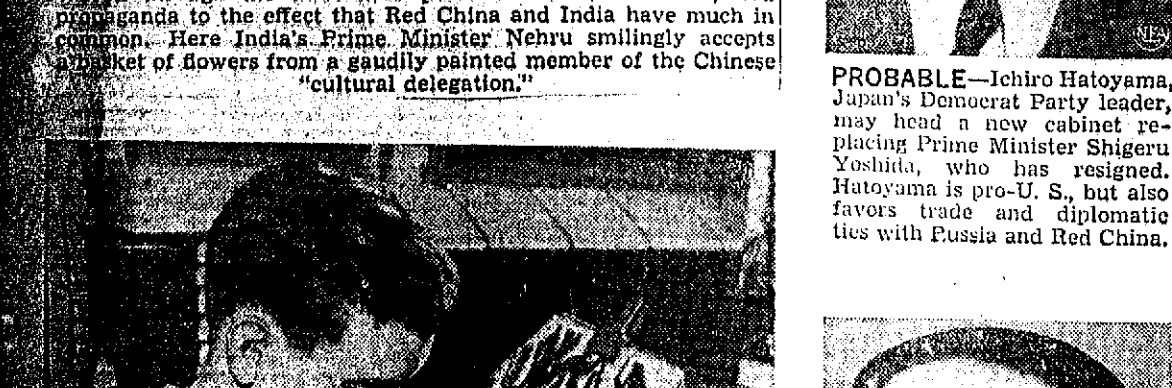 propaganda to the effect that Red China and India have much in
common. Here India's Prime Minister Nehru smilingly accepts
a basket of flowers from a gaudily painted member of the Chinese
"cultural delegation."
PROBABLE—Ichiro Hatoyama,
Japan's Democrat Party leader,
may head a new cabinet re-
placing Prime Minister Shigeru
Yoshida, who has resigned.
Hatoyama is pro-U. S., but also
favors trade and diplomatic
ties with Russia and Red China.